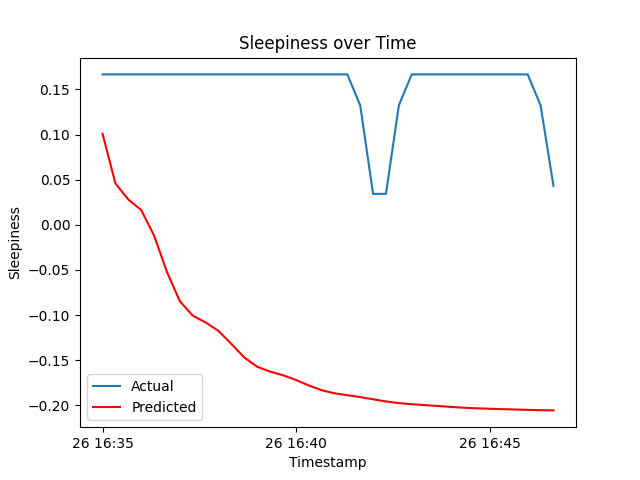 Sleepiness over Time
Sleepiness
0.15
0.10
0.05
0.00
−0.05
−0.10
−0.15
−0.20
Actual
Predicted
26 16:35
26 16:40
26 16:45
Timestamp